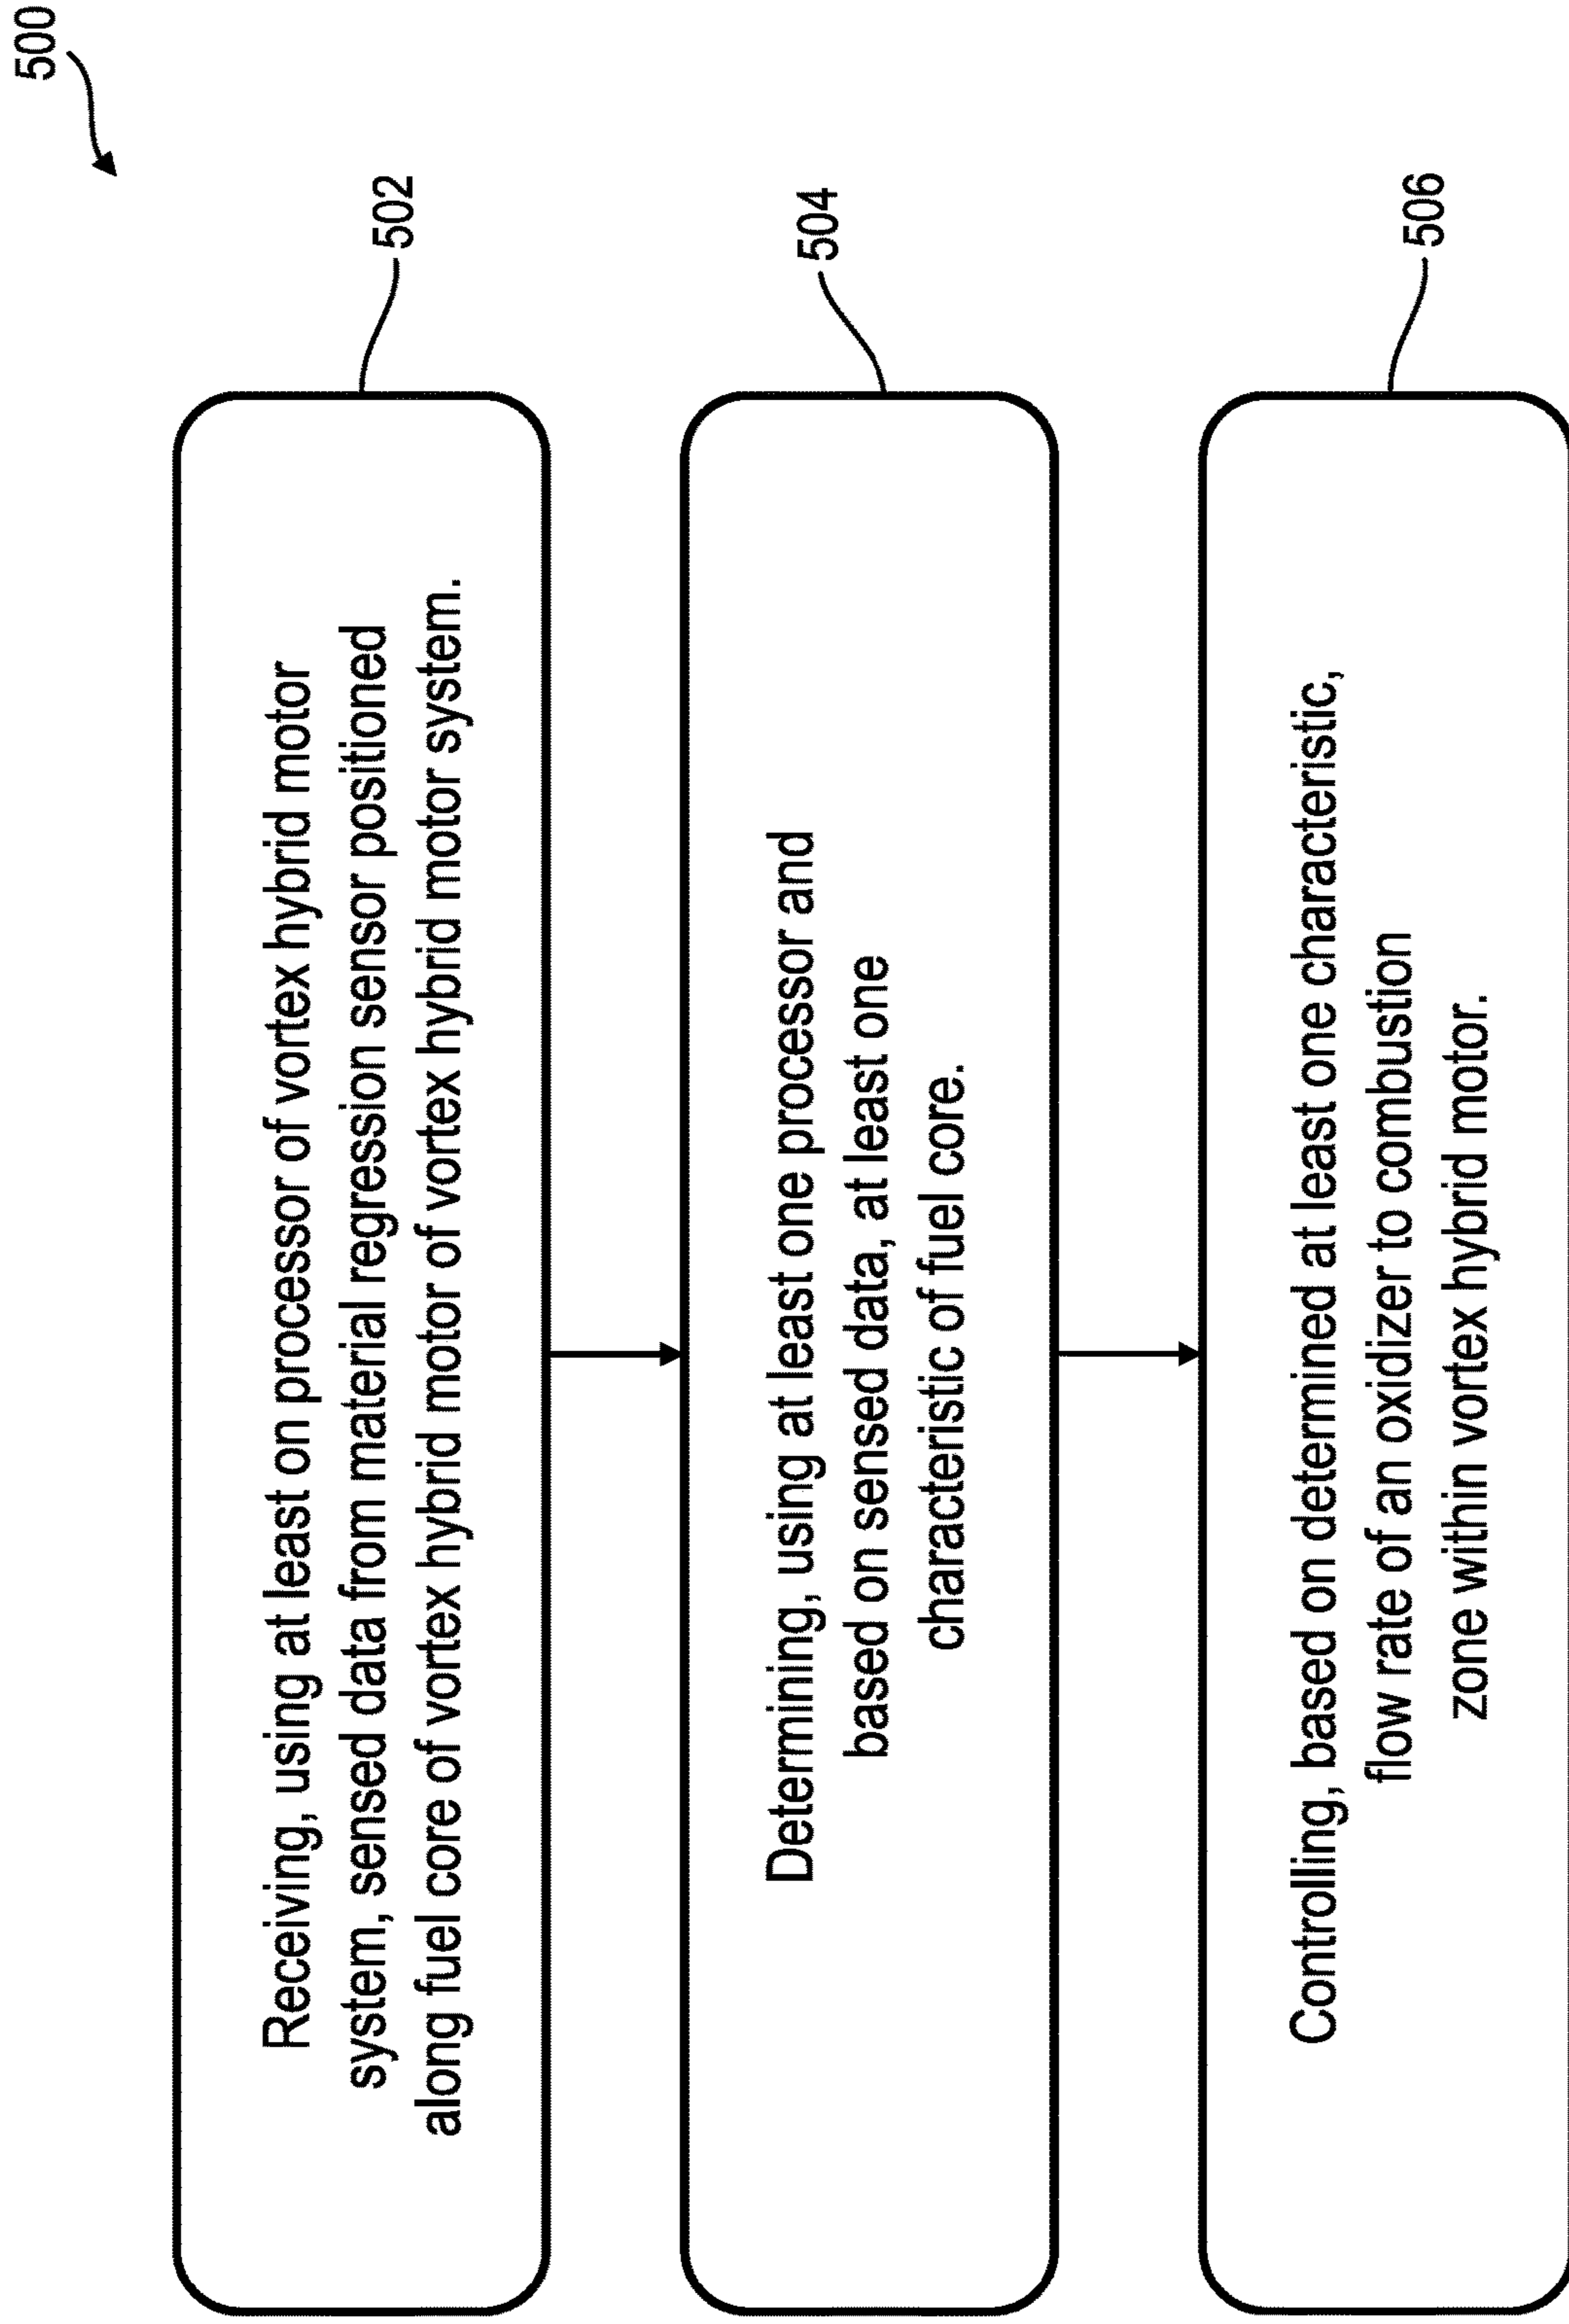 500
Receiving, using at least on processor of vortex hybrid motor
system, sensed data from material regression sensor positioned
along fuel core of vortex hybrid motor of vortex hybrid motor system.
502
Determining, using at least one processor and
based on sensed data, at least one
characteristic of fuel core.
504
Controlling, based on determined at least one characteristic,
flow rate of an oxidizer to combustion
zone within vortex hybrid motor.
506